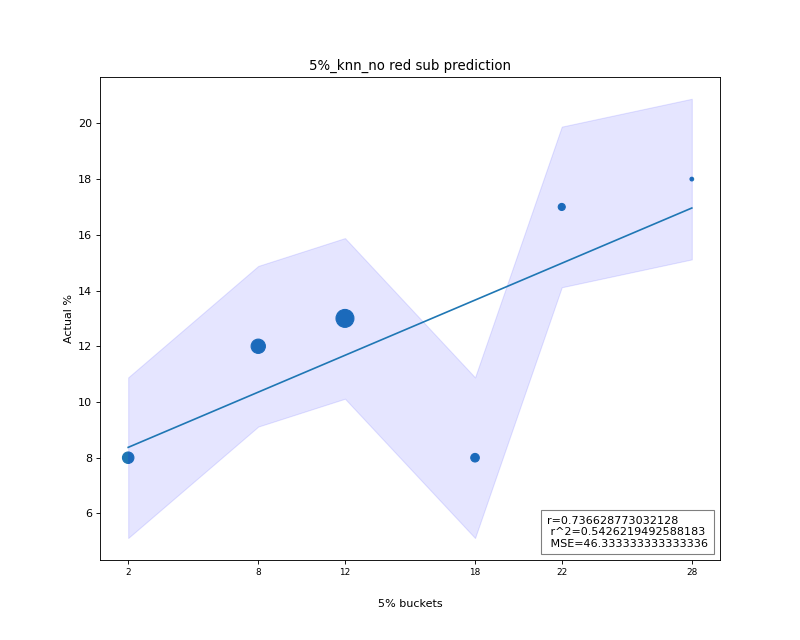 5%_knn_no red sub prediction
20
18
16
14
12
10
8
6
Actual %
2 8 12 18 22 28
5% buckets
r=0.736628773032128
r^2=0.5426219492588183
MSE=46.333333333333336